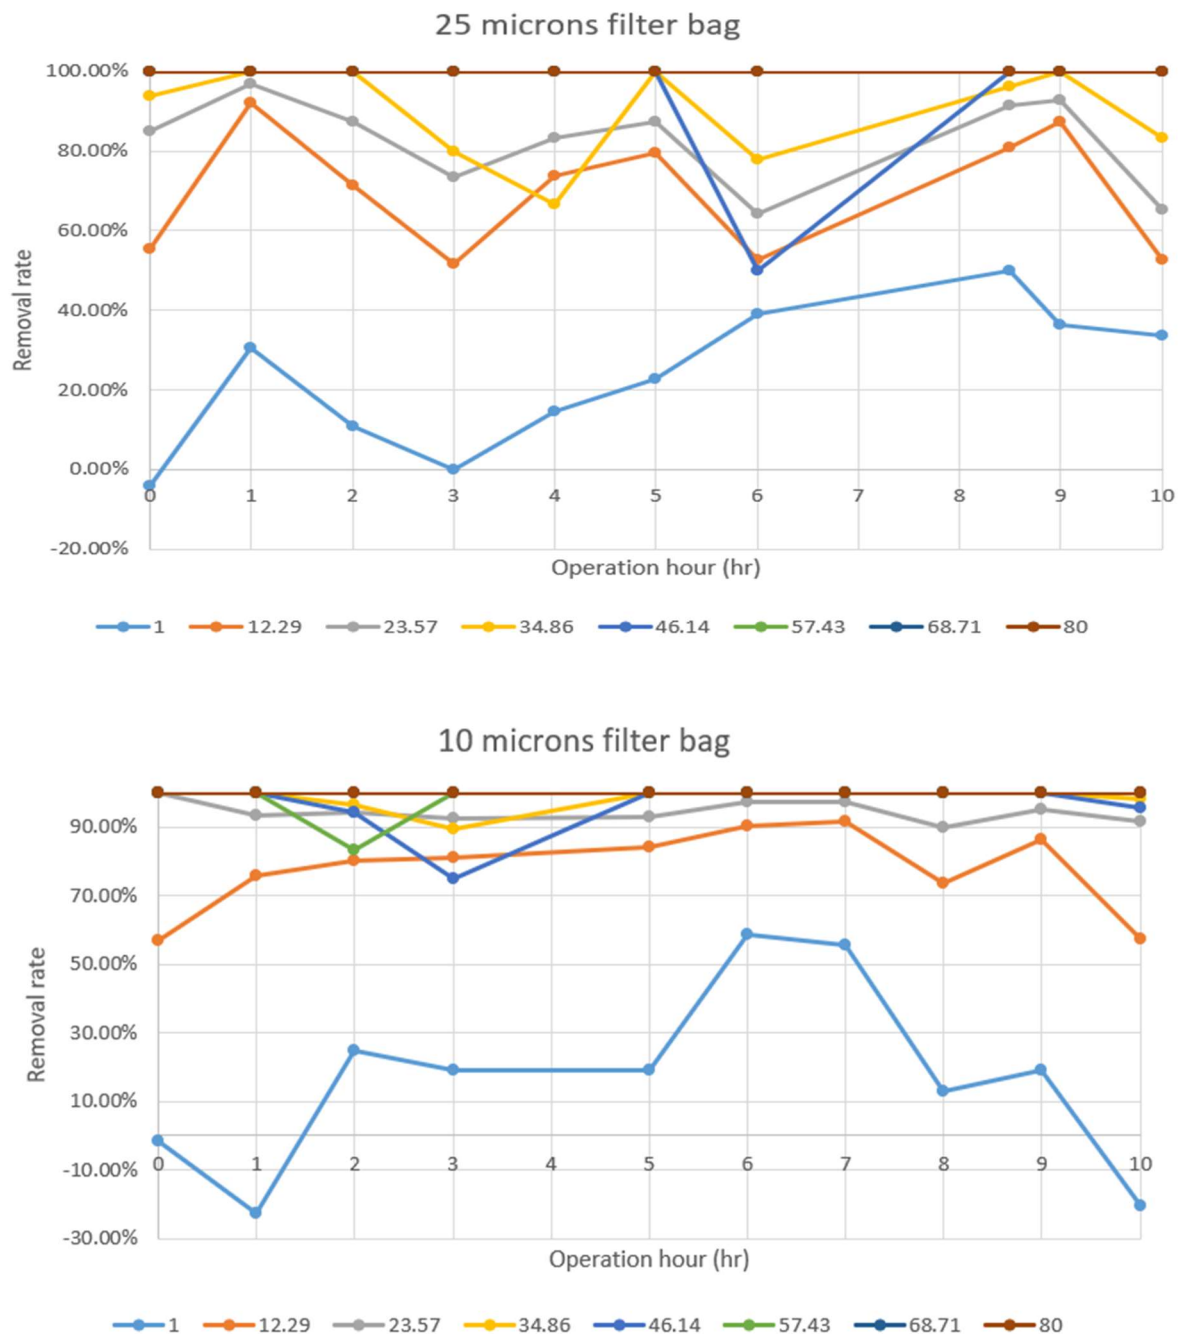 25 microns filter bag
100.00%
80.00%
60.00%
40.00%
20.00%
0.00%
-20.00%
Removal rate
0 1 2 3 4 5 6 7 8 9 10
Operation hour (hr)
1 12.29 23.57 34.86 46.14 57.43 68.71 80
10 microns filter bag
90.00%
70.00%
50.00%
30.00%
10.00%
-10.00%
-30.00%
Removal rate
0 1 2 3 4 5 6 7 8 9 10
Operation hour (hr)
1 12.29 23.57 34.86 46.14 57.43 68.71 80